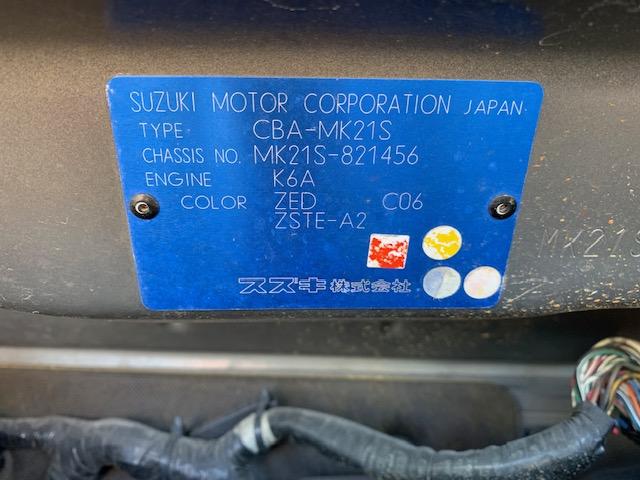 SUZUKI MOTOR CORPORATION JAPAN
TYPE CBA-MK21S
CHASSIS NO. MK21S-821456
ENGINE K6A
COLOR ZED C06
ZSTE-A2
スズキ株式会社
MK21S